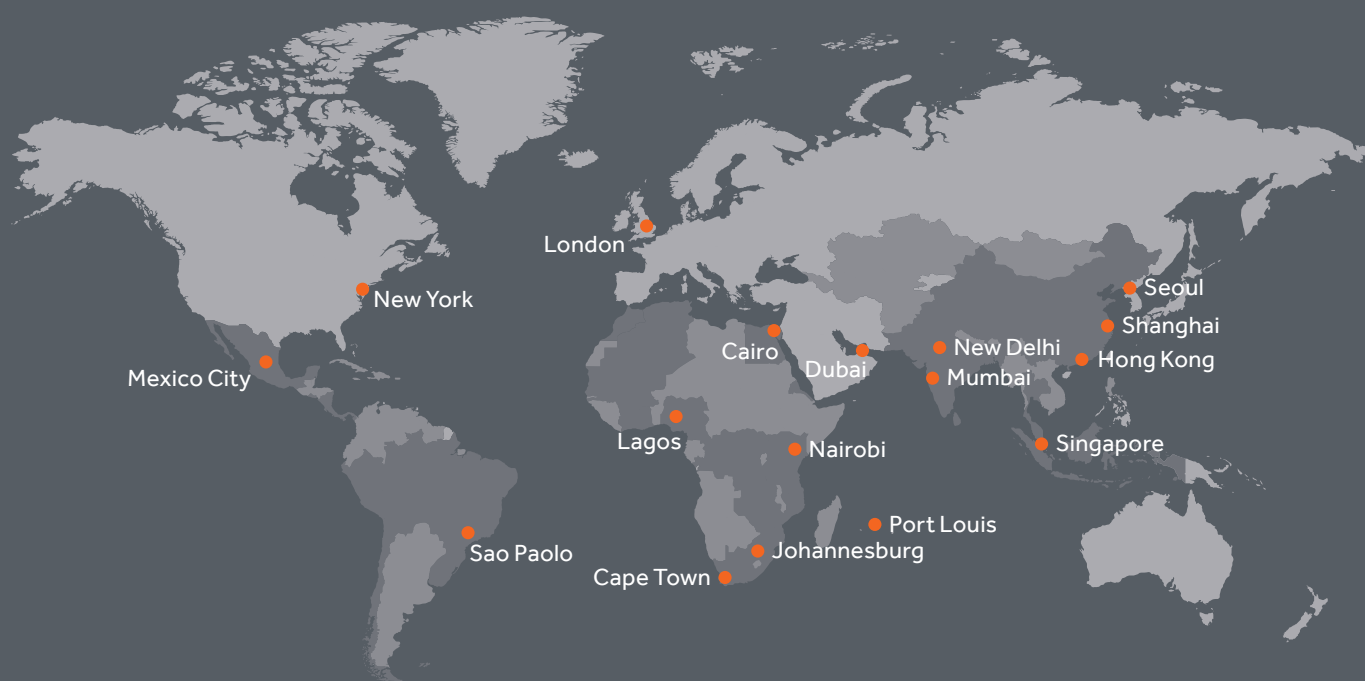 London
New York
Seoul
Shanghai
Cairo
New Delhi
Hong Kong
Dubai
Mumbai
Mexico City
Lagos
Singapore
Nairobi
Port Louis
Johannesburg
Sao Paolo
Cape Town